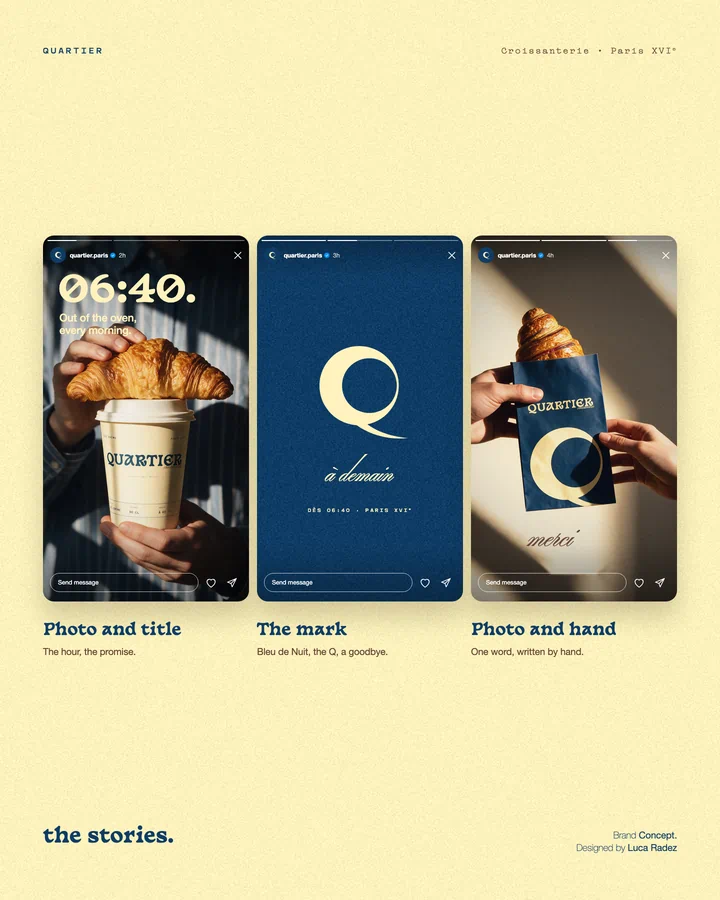 QUARTIER
Croissanterie • Paris XVIᵉ
quartier.paris 2h
06:40.
Out of the oven,
every morning.
QUARTIER
Send message
quartier.paris 3h
Q
à demain
DÈS 06:40 · PARIS XVIᵉ
Send message
quartier.paris 4h
QUARTIER
Q
merci
Send message
Photo and title
The hour, the promise.
The mark
Bleu de Nuit, the Q, a goodbye.
Photo and hand
One word, written by hand.
the stories.
Brand Concept.
Designed by Luca Radez